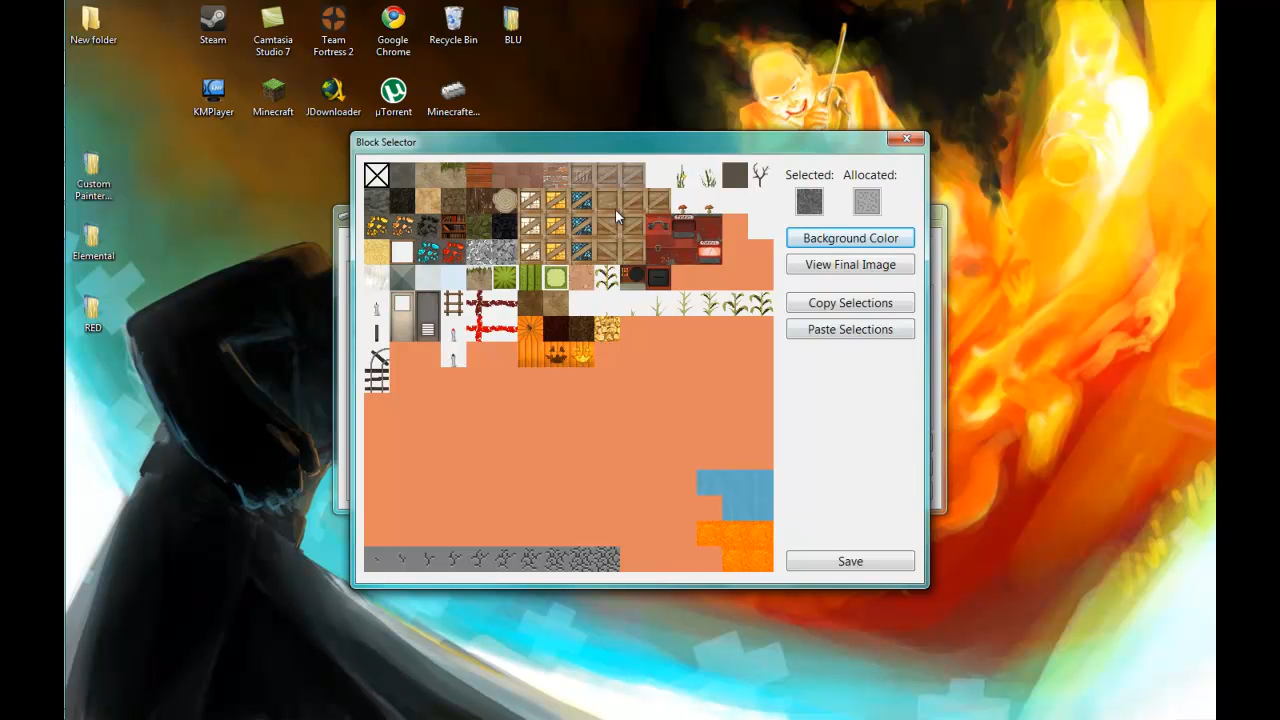 New folder
Steam
Camtasia
Studio 7
Team
Fortress 2
Google
Chrome
Recycle Bin
BLU
KMPlayer
Minecraft
JDownloader
µTorrent
Minecrafte...
Block Selector
Custom
Painter...
Elemental
RED
Selected:
Allocated:
Background Color
View Final Image
Copy Selections
Paste Selections
Save